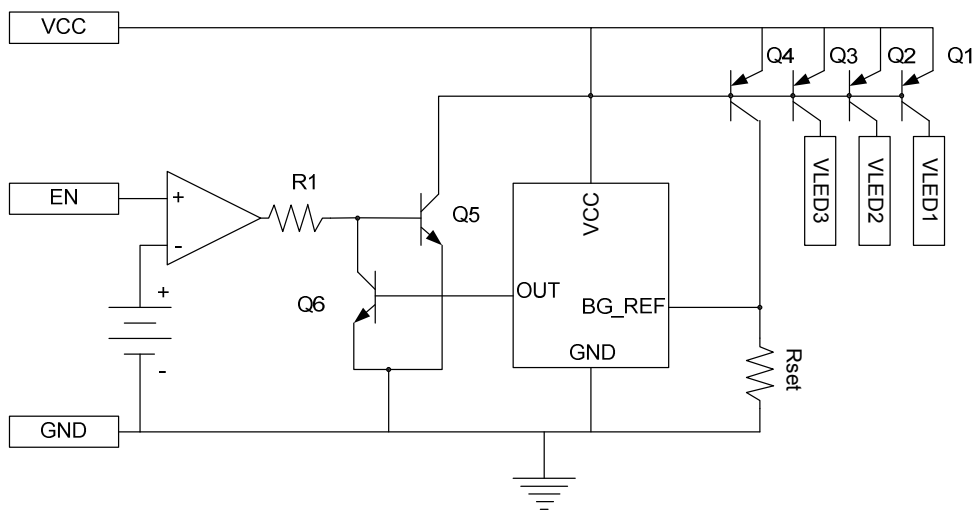 VCC
Q4
Q3
Q2
Q1
EN
+
-
R1
Q5
VCC
VLED3
VLED2
VLED1
Q6
OUT
BG_REF
GND
+
-
Rset
GND